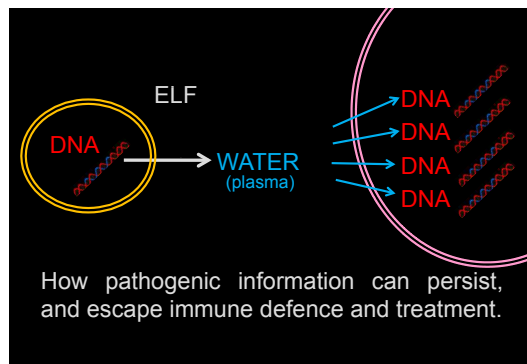 ELF
DNA
WATER
(plasma)
DNA
DNA
DNA
DNA
How pathogenic information can persist,
and escape immune defence and treatment.